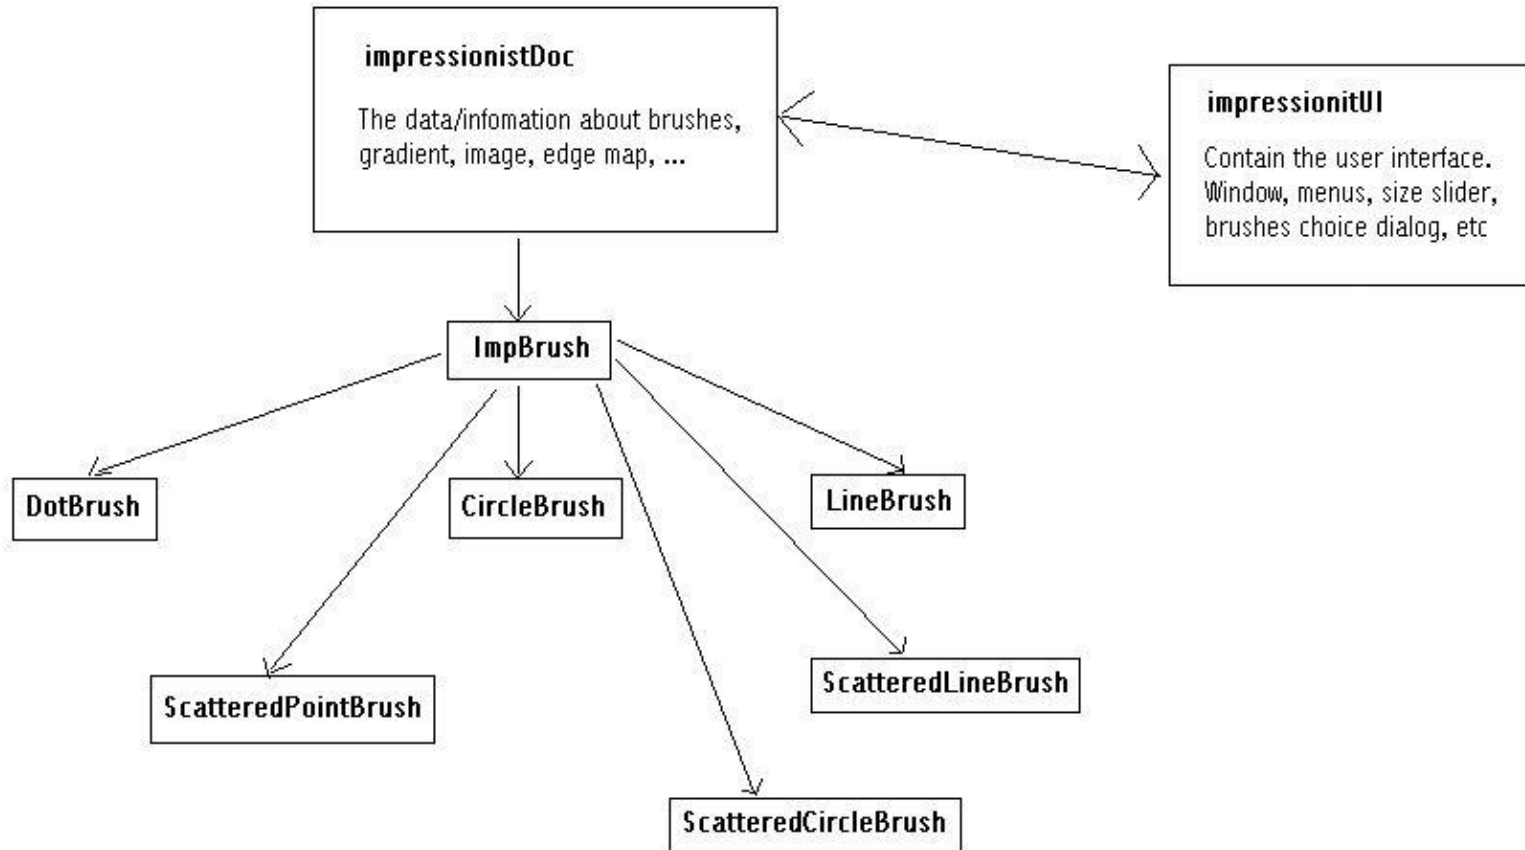 impressionistDoc
The data/infomation about brushes,
gradient, image, edge map, ...
impressionitUI
Contain the user interface.
Window, menus, size slider,
brushes choice dialog, etc
ImpBrush
DotBrush
CircleBrush
LineBrush
ScatteredPointBrush
ScatteredLineBrush
ScatteredCircleBrush